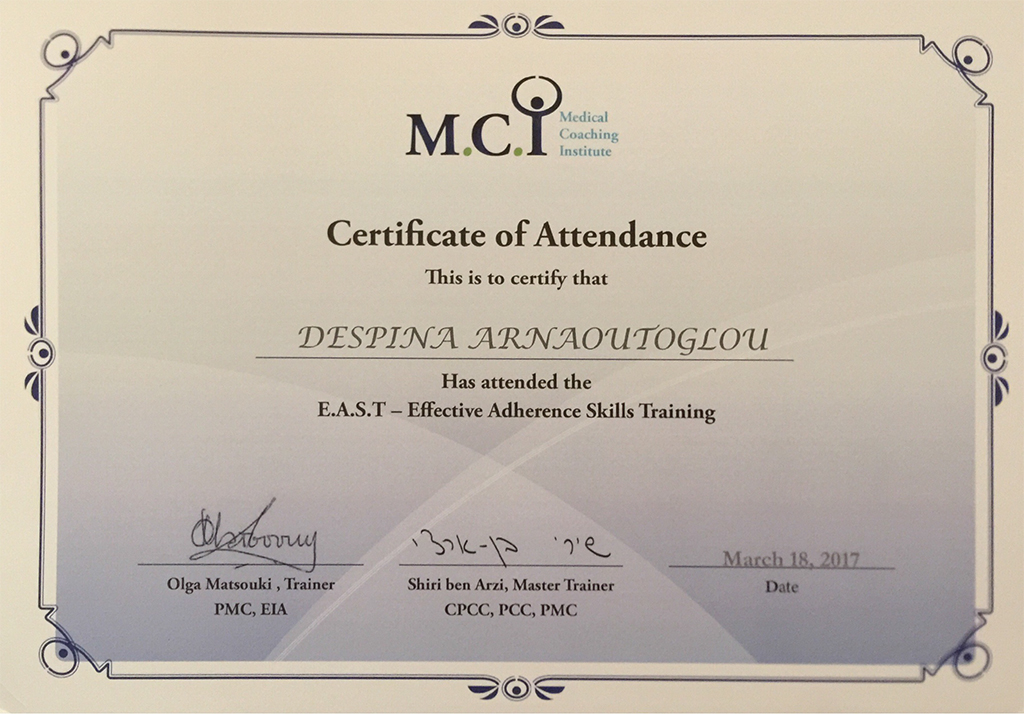 M.C.I
Medical
Coaching
Institute
Certificate of Attendance
This is to certify that
DESPINA ARNAOUTOGLOU
Has attended the
E.A.S.T – Effective Adherence Skills Training
שירי בן-ארצי
March 18, 2017
Olga Matsouki , Trainer
Shiri ben Arzi, Master Trainer
Date
PMC, EIA
CPCC, PCC, PMC